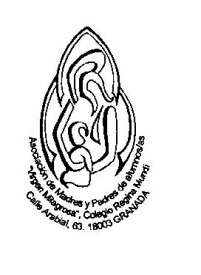 Asociación de Madres y Padres de alumnos/as
"Virgen Milagrosa", Colegio Regina Mundi
Calle Arabial, 63. 18003 GRANADA